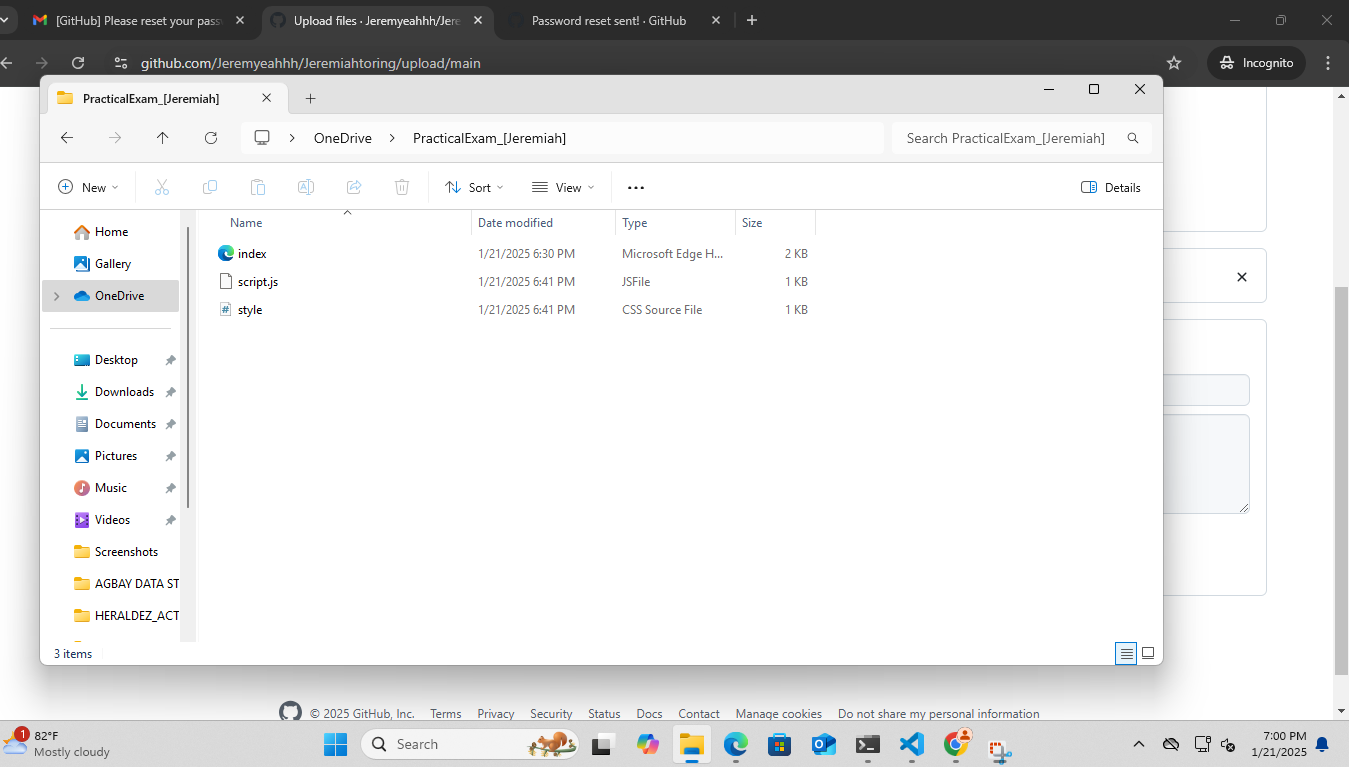 [GitHub] Please reset your pass
Upload files · Jeremyeahhh/Jere
Password reset sent! · GitHub
github.com/Jeremyeahhh/Jeremiahtoring/upload/main
Incognito
PracticalExam_[Jeremiah]
OneDrive
PracticalExam_[Jeremiah]
Search PracticalExam_[Jeremiah]
New
Sort
View
Details
Name
Date modified
Type
Size
Home
Gallery
OneDrive
Desktop
Downloads
Documents
Pictures
Music
Videos
Screenshots
AGBAY DATA ST
HERALDEZ_ACT
index
1/21/2025 6:30 PM
Microsoft Edge H...
2 KB
script.js
1/21/2025 6:41 PM
JSFile
1 KB
style
1/21/2025 6:41 PM
CSS Source File
1 KB
3 items
© 2025 GitHub, Inc.
Terms
Privacy
Security
Status
Docs
Contact
Manage cookies
Do not share my personal information
1
82°F
Mostly cloudy
Search
7:00 PM
1/21/2025